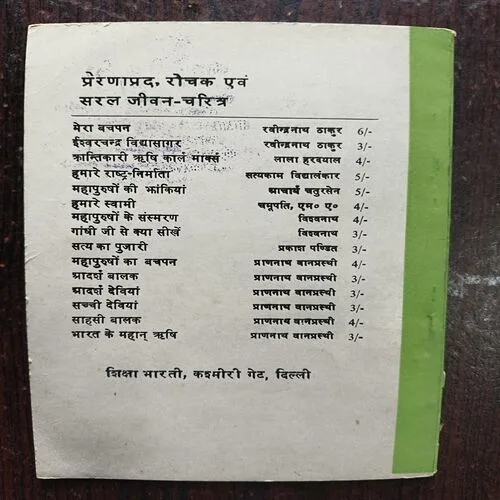 प्रेरणाप्रद, रोचक एवं
सरल जीवन-चरित्र
मेरा बचपन रवीन्द्रनाथ ठाकुर 6/-
ईश्वरचन्द्र विद्यासागर रवीन्द्रनाथ ठाकुर 3/-
क्रान्तिकारी ऋषि कार्ल मार्क्स लाला हरदयाल 4/-
हमारे राष्ट्र-निर्माता सत्यकाम विद्यालंकार 5/-
महापुरुषों की झांकियां आचार्य चतुरसेन 5/-
हमारे स्वामी चमूपति, एम० ए० 4/-
महापुरुषों के संस्मरण विश्वनाथ 4/-
गांधी जी से क्या सीखें विश्वनाथ 3/-
सत्य का पुजारी प्रकाश पण्डित 3/-
महापुरुषों का बचपन प्राणनाथ वानप्रस्थी 4/-
आदर्श बालक प्राणनाथ वानप्रस्थी 3/-
आदर्श देवियां प्राणनाथ वानप्रस्थी 3/-
सच्ची देवियां प्राणनाथ वानप्रस्थी 3/-
साहसी बालक प्राणनाथ वानप्रस्थी 4/-
भारत के महान् ऋषि प्राणनाथ वानप्रस्थी 3/-
शिक्षा भारती, कश्मीरी गेट, दिल्ली